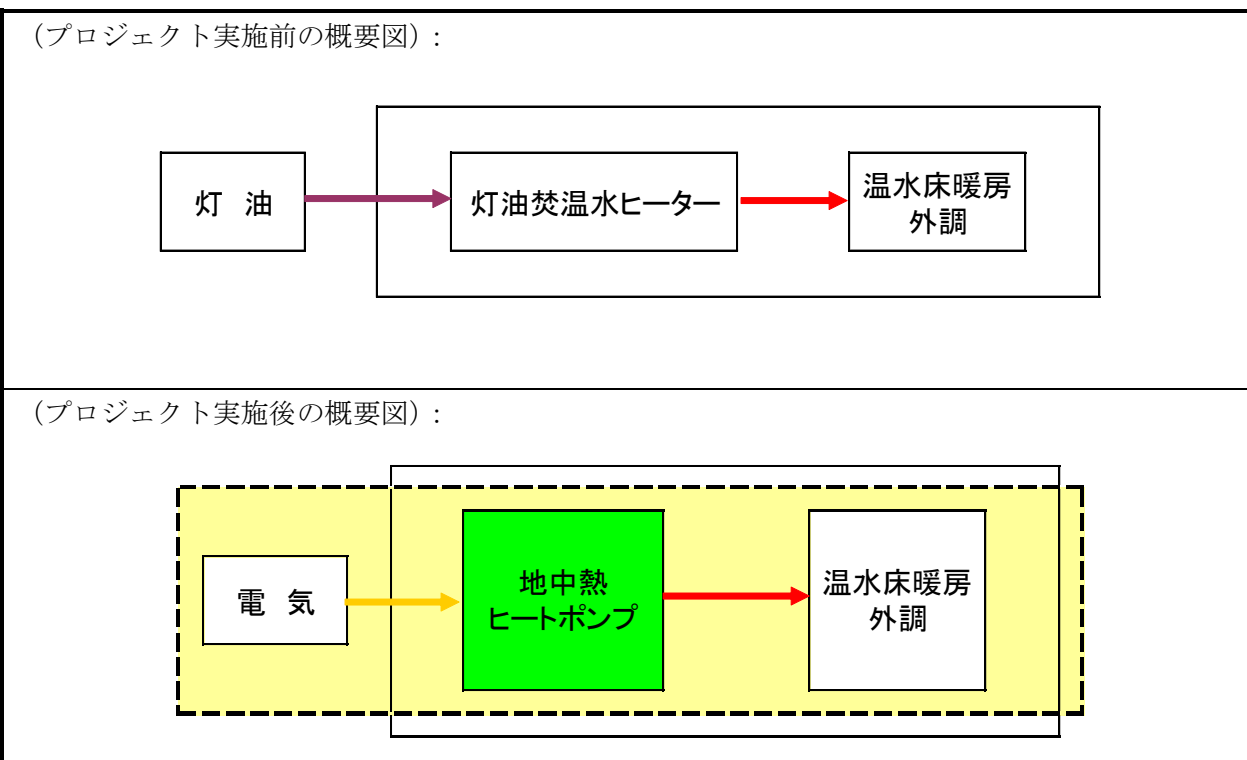 （プロジェクト実施前の概要図）:
灯 油
灯油焚温水ヒーター
温水床暖房
外調
（プロジェクト実施後の概要図）:
電 気
地中熱
ヒートポンプ
温水床暖房
外調